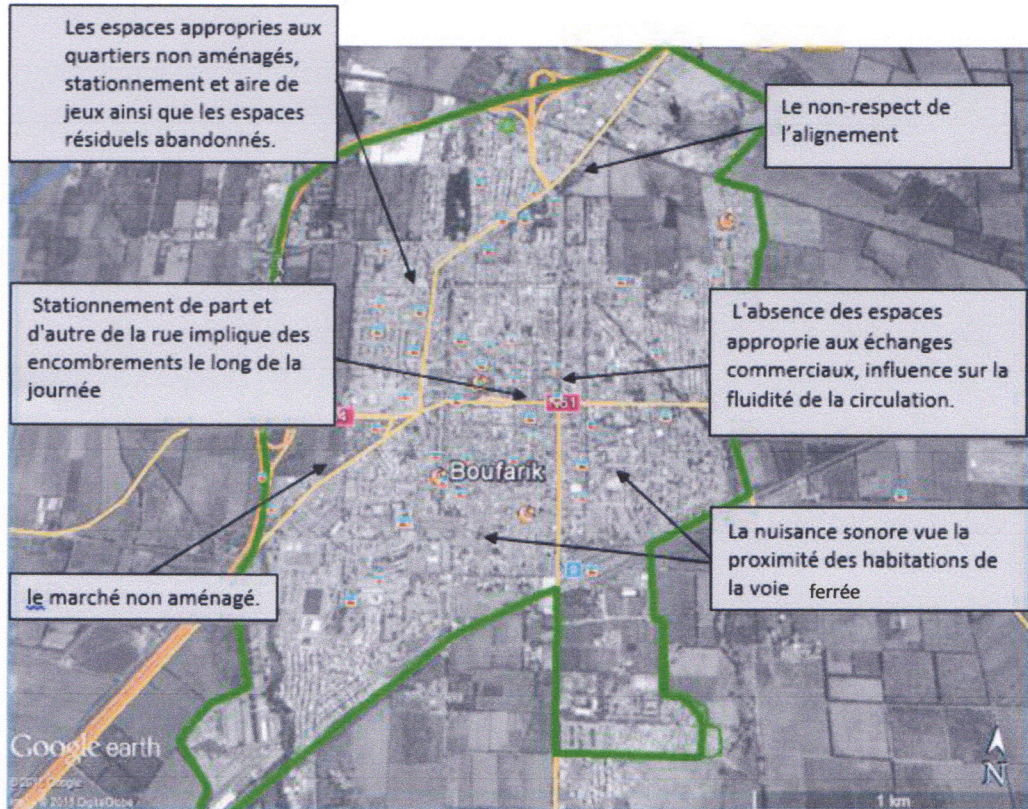 Les espaces appropries aux
quartiers non aménagés,
stationnement et aire de
jeux ainsi que les espaces
résiduels abandonnés.
Le non-respect de
l'alignement
Stationnement de part et
d'autre de la rue implique des
encombrements le long de la
journée
L'absence des espaces
approprie aux échanges
commerciaux, influence sur la
fluidité de la circulation.
4
Boufarik
La nuisance sonore vue la
proximité des habitations de
la voie ferrée
le marché non aménagé.
Google earth
N
1 km